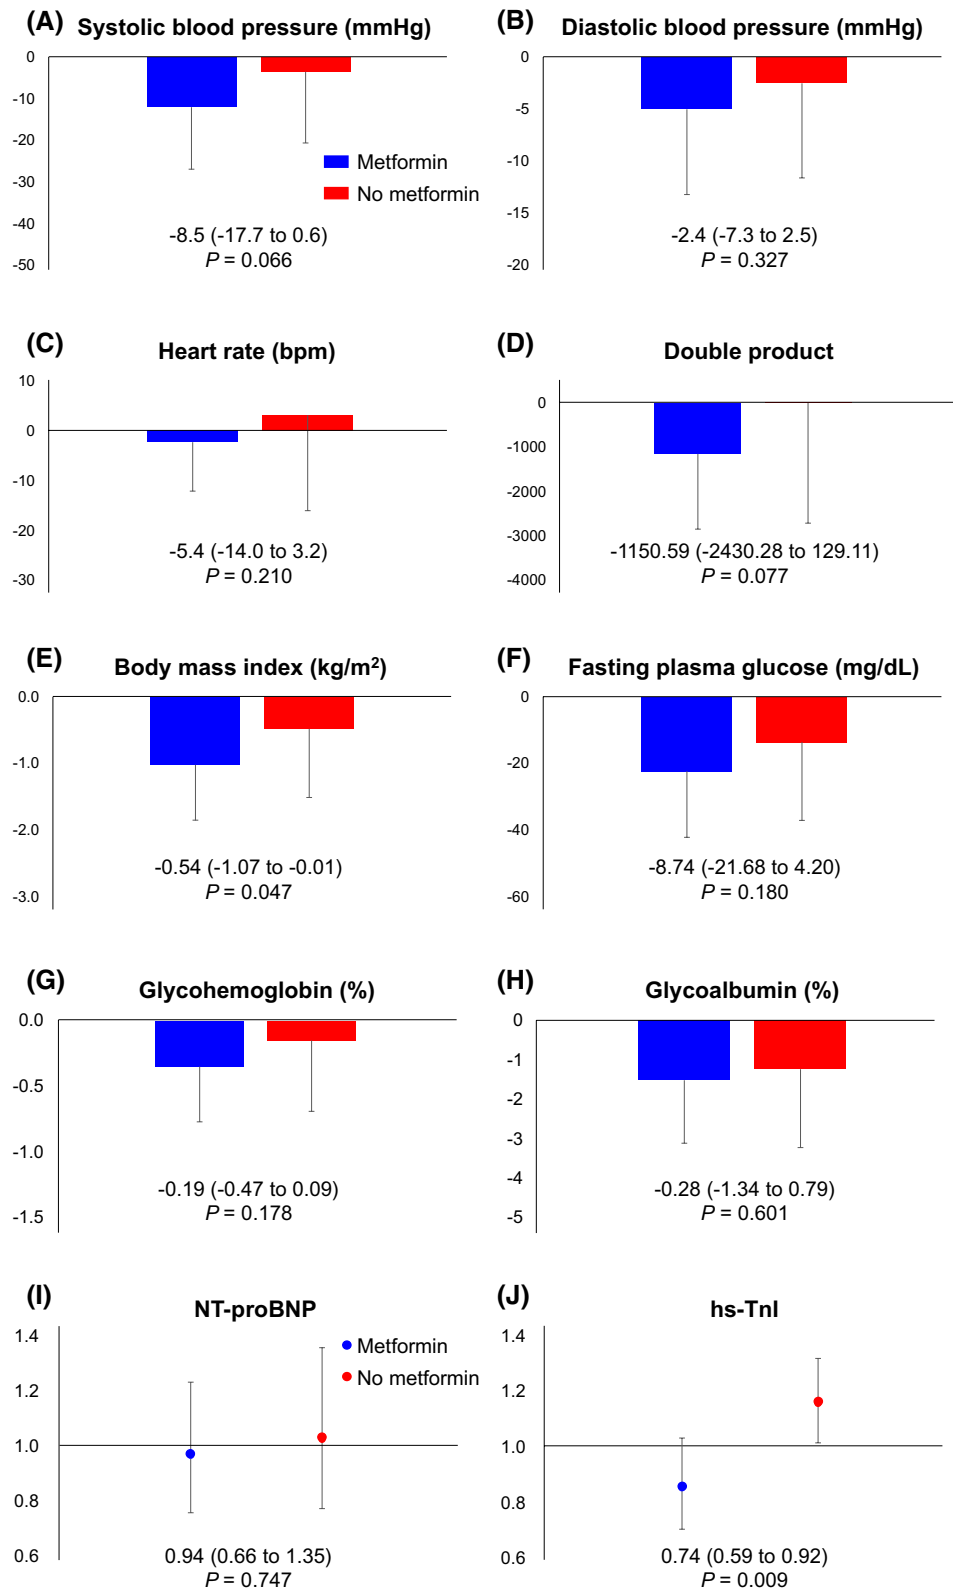 (A) Systolic blood pressure (mmHg)
0
-10
-20
-30
-40
-50
Metformin
No metformin
-8.5 (-17.7 to 0.6)
P = 0.066
(B) Diastolic blood pressure (mmHg)
0
-5
-10
-15
-20
-2.4 (-7.3 to 2.5)
P = 0.327
(C) Heart rate (bpm)
10
0
-10
-20
-30
-5.4 (-14.0 to 3.2)
P = 0.210
(D) Double product
0
-1000
-2000
-3000
-4000
-1150.59 (-2430.28 to 129.11)
P = 0.077
(E) Body mass index (kg/m²)
0.0
-1.0
-2.0
-3.0
-0.54 (-1.07 to -0.01)
P = 0.047
(F) Fasting plasma glucose (mg/dL)
0
-20
-40
-60
-8.74 (-21.68 to 4.20)
P = 0.180
(G) Glycohemoglobin (%)
0.0
-0.5
-1.0
-1.5
-0.19 (-0.47 to 0.09)
P = 0.178
(H) Glycoalbumin (%)
0
-1
-2
-3
-4
-5
-0.28 (-1.34 to 0.79)
P = 0.601
(I) NT-proBNP
1.4
1.2
1.0
0.8
0.6
Metformin
No metformin
0.94 (0.66 to 1.35)
P = 0.747
(J) hs-TnI
1.4
1.2
1.0
0.8
0.6
0.74 (0.59 to 0.92)
P = 0.009